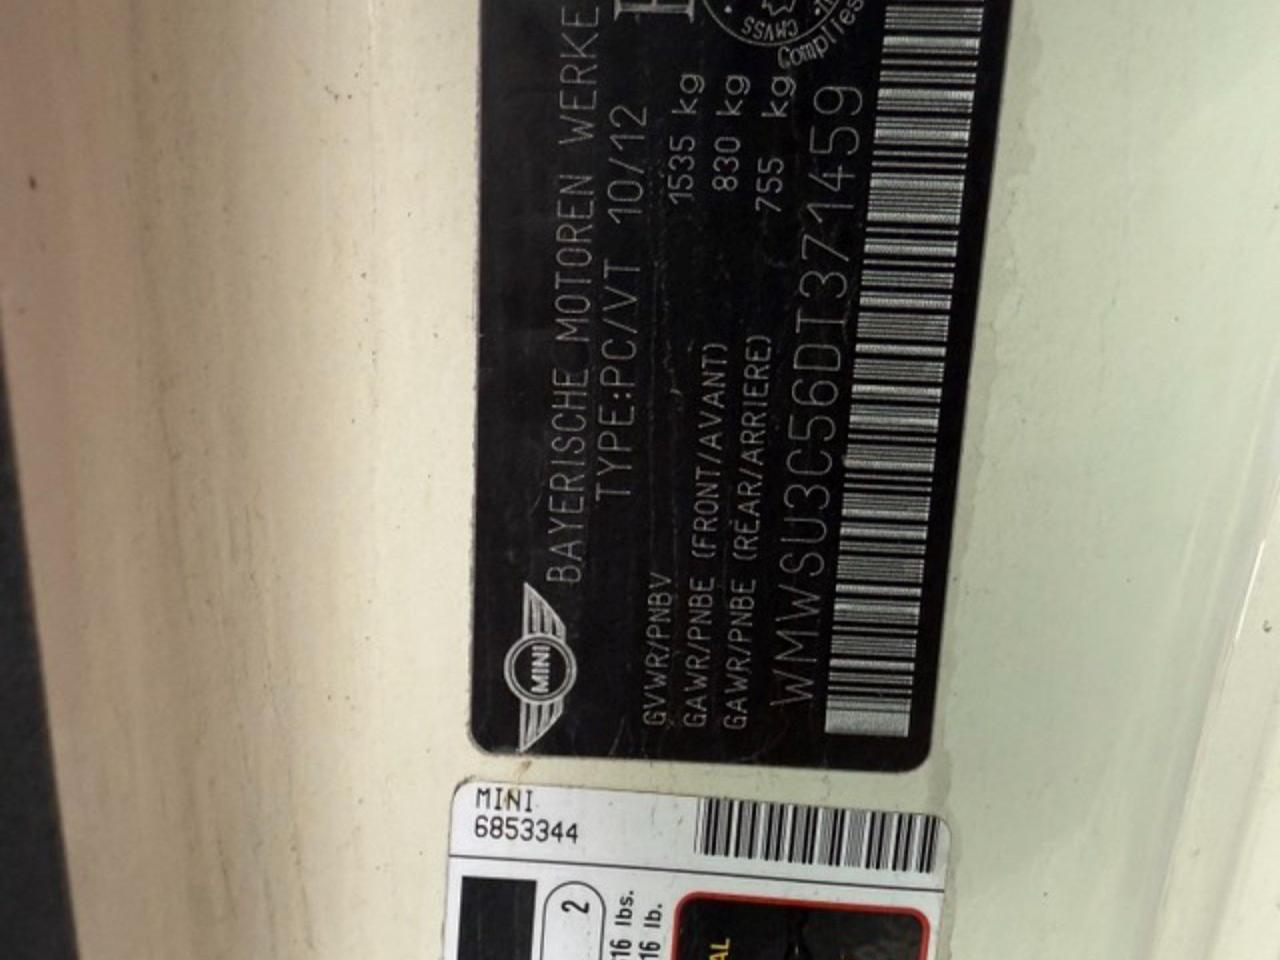 MINI
BAYERISCHE MOTOREN WERKE
TYPE:PC/VT 10/12
GVWR/PNBV 1535 kg
GAWR/PNBE (FRONT/AVANT) 830 kg
GAWR/PNBE (REAR/ARRIERE) 755 kg
WMWSU3C56DT371459
CMVSS
Complies
MINI
6853344
2
16 lbs.
16 lb.
AL